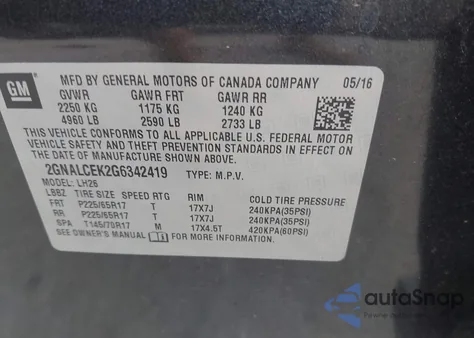 GM
MFD BY GENERAL MOTORS OF CANADA COMPANY 05/16
GVWR GAWR FRT GAWR RR
2250 KG 1175 KG 1240 KG
4960 LB 2590 LB 2733 LB
THIS VEHICLE CONFORMS TO ALL APPLICABLE U.S. FEDERAL MOTOR
VEHICLE SAFETY AND THEFT PREVENTION STANDARDS IN EFFECT ON
THE DATE OF MANUFACTURE SHOWN ABOVE.
2GNALCEK2G6342419 TYPE: M.P.V.
MODEL: LH26
LBBZ TIRE SIZE SPEED RTG RIM COLD TIRE PRESSURE
FRT P225/65R17 T 17X7J 240KPA(35PSI)
RR P225/65R17 T 17X7J 240KPA(35PSI)
SPA T145/70R17 M 17X4.5T 420KPA(60PSI)
SEE OWNER'S MANUAL FOR MORE INFORMATION.
autoSnap